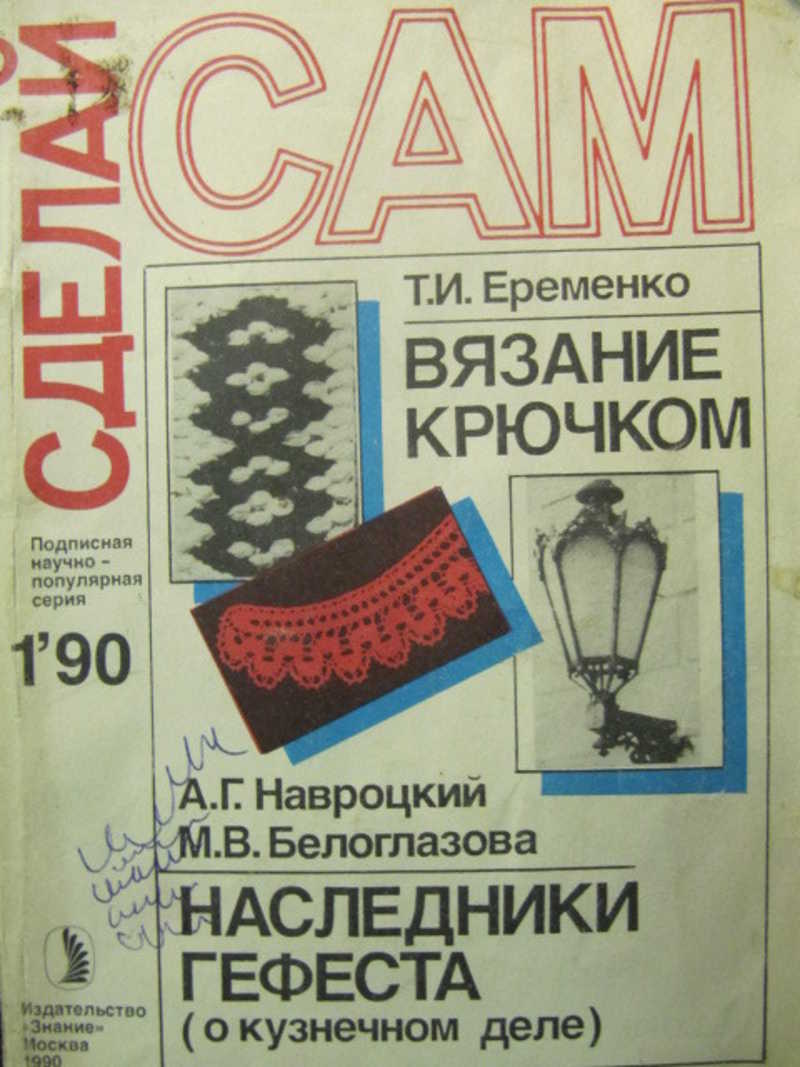 СДЕЛАЙ
САМ
Т.И. Еременко
ВЯЗАНИЕ
КРЮЧКОМ
Подписная
научно –
популярная
серия
1'90
А.Г. Навроцкий
М.В. Белоглазова
НАСЛЕДНИКИ
ГЕФЕСТА
(о кузнечном деле)
Издательство
«Знание»
Москва
1990